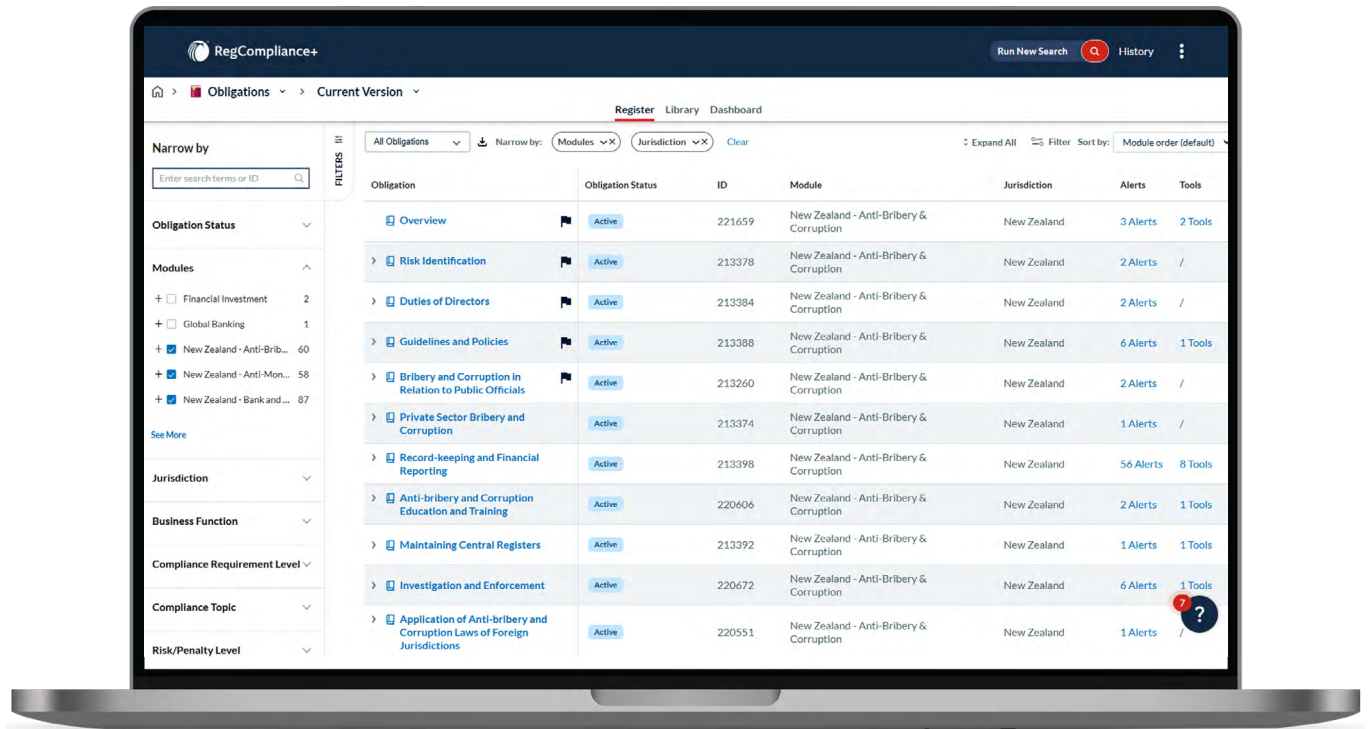 RegCompliance+
Run New Search
History
Obligations
Current Version
Register Library Dashboard
Narrow by
Enter search terms or ID
FILTERS
Obligation Status
Modules
Financial Investment 2
Global Banking 1
New Zealand - Anti-Brib... 60
New Zealand - Anti-Mon... 58
New Zealand - Bank and ... 87
See More
Jurisdiction
Business Function
Compliance Requirement Level
Compliance Topic
Risk/Penalty Level
All Obligations Narrow by: Modules Jurisdiction Clear Expand All Filter Sort by: Module order (default)
Obligation Obligation Status ID Module Jurisdiction Alerts Tools
Overview Active 221659 New Zealand - Anti-Bribery & New Zealand 3 Alerts 2 Tools
Corruption
Risk Identification Active 213378 New Zealand - Anti-Bribery & New Zealand 2 Alerts /
Corruption
Duties of Directors Active 213384 New Zealand - Anti-Bribery & New Zealand 2 Alerts /
Corruption
Guidelines and Policies Active 213388 New Zealand - Anti-Bribery & New Zealand 6 Alerts 1 Tools
Corruption
Bribery and Corruption in Active 213260 New Zealand - Anti-Bribery & New Zealand 2 Alerts /
Relation to Public Officials Corruption
Private Sector Bribery and Active 213374 New Zealand - Anti-Bribery & New Zealand 1 Alerts /
Corruption Corruption
Record-keeping and Financial Active 213398 New Zealand - Anti-Bribery & New Zealand 56 Alerts 8 Tools
Reporting Corruption
Anti-bribery and Corruption Active 220606 New Zealand - Anti-Bribery & New Zealand 2 Alerts 1 Tools
Education and Training Corruption
Maintaining Central Registers Active 213392 New Zealand - Anti-Bribery & New Zealand 1 Alerts 1 Tools
Corruption
Investigation and Enforcement Active 220672 New Zealand - Anti-Bribery & New Zealand 6 Alerts 1 Tools
Corruption
Application of Anti-bribery and Active 220551 New Zealand - Anti-Bribery & New Zealand 1 Alerts /
Corruption Laws of Foreign Corruption
Jurisdictions
7
?